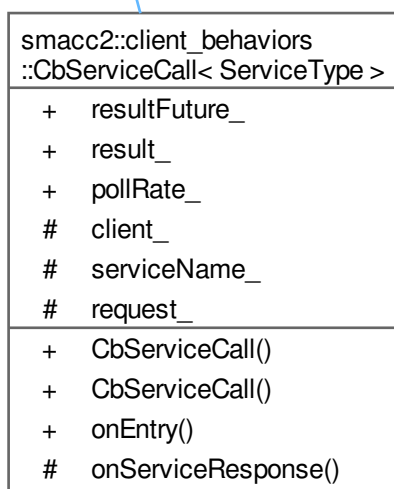 smacc2::client_behaviors
::CbServiceCall< ServiceType >
+ resultFuture_
+ result_
+ pollRate_
# client_
# serviceName_
# request_
+ CbServiceCall()
+ CbServiceCall()
+ onEntry()
# onServiceResponse()